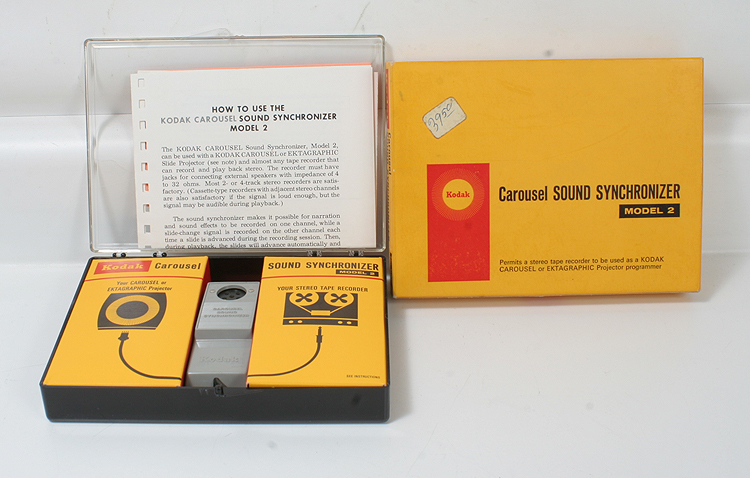 HOW TO USE THE
KODAK CAROUSEL SOUND SYNCHRONIZER
MODEL 2
The KODAK CAROUSEL Sound Synchronizer, Model 2,
can be used with a KODAK CAROUSEL or EKTAGRAPHIC
Slide Projector (see note) and almost any tape recorder that
can record and play back stereo. The recorder must have
jacks for connecting external speakers with impedance of 4
to 32 ohms. Most 2- or 4-track stereo recorders are satis-
factory. (Cassette-type recorders with adjacent stereo channels
are also satisfactory if the signal is loud enough, but the
signal may be audible during playback.)
The sound synchronizer makes it possible for narration
and sound effects to be recorded on one channel, while a
slide-change signal is recorded on the other channel each
time a slide is advanced during the recording session. Then,
during playback, the slides will advance automatically and
3950
Kodak
Carousel SOUND SYNCHRONIZER
MODEL 2
Permits a stereo tape recorder to be used as a KODAK
CAROUSEL or EKTAGRAPHIC Projector programmer
Kodak Carousel
YOUR CAROUSEL or
EKTAGRAPHIC Projector
Kodak
SOUND SYNCHRONIZER
MODEL 2
YOUR STEREO TAPE RECORDER
SEE INSTRUCTIONS